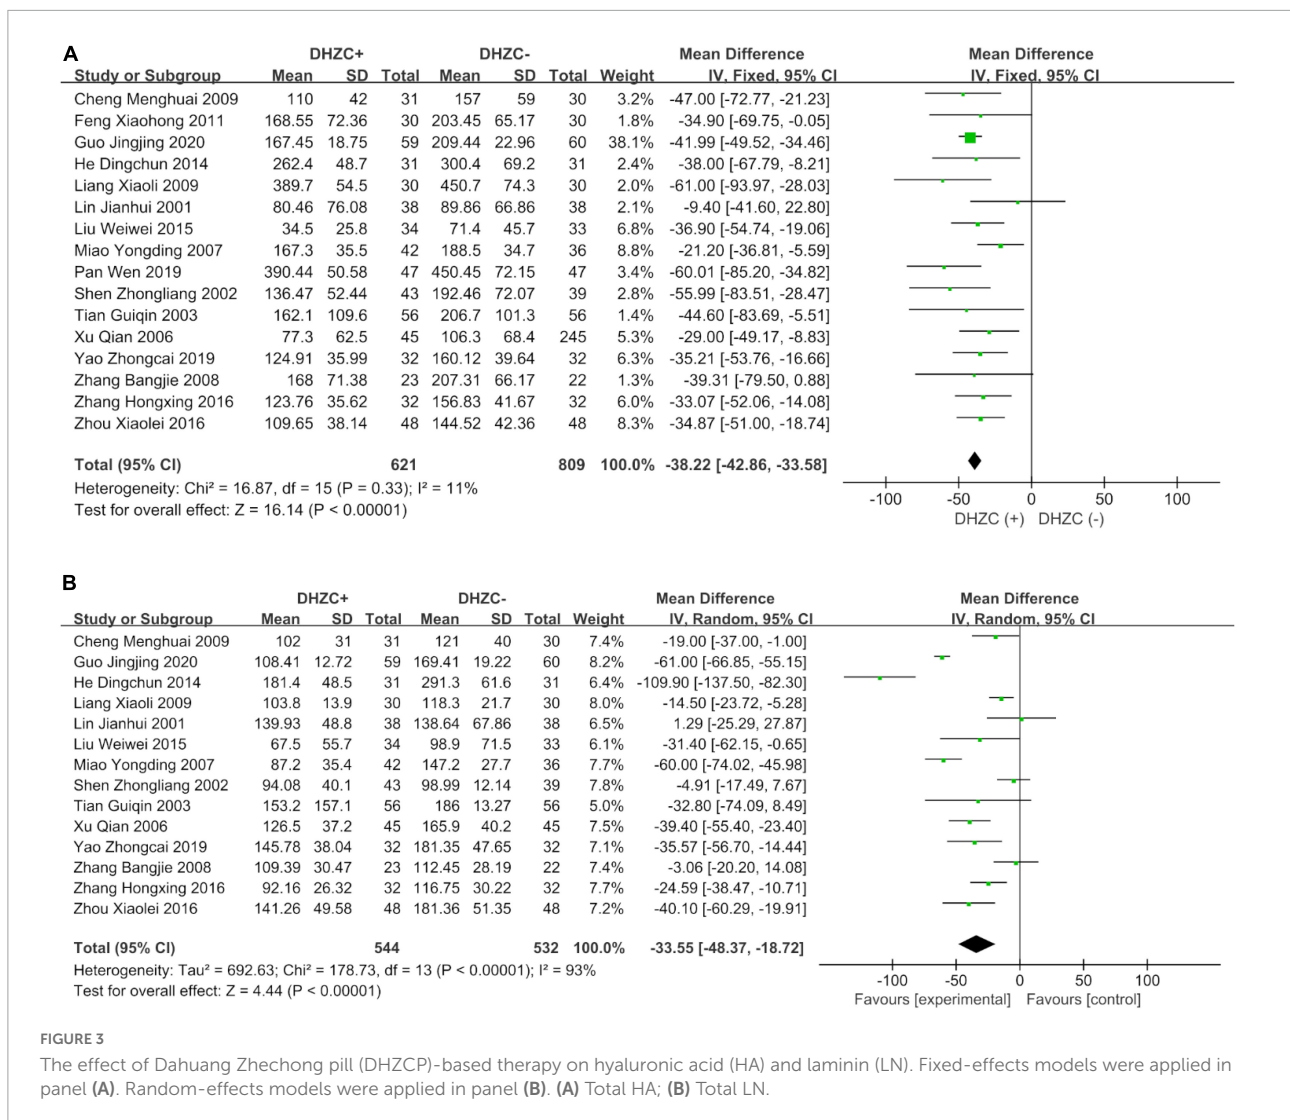 A
DHZC+ DHZC- Mean Difference Mean Difference
Study or Subgroup Mean SD Total Mean SD Total Weight IV, Fixed, 95% CI IV, Fixed, 95% CI
Cheng Menghuai 2009 110 42 31 157 59 30 3.2% -47.00 [-72.77, -21.23]
Feng Xiaohong 2011 168.55 72.36 30 203.45 65.17 30 1.8% -34.90 [-69.75, -0.05]
Guo Jingjing 2020 167.45 18.75 59 209.44 22.96 60 38.1% -41.99 [-49.52, -34.46]
He Dingchun 2014 262.4 48.7 31 300.4 69.2 31 2.4% -38.00 [-67.79, -8.21]
Liang Xiaoli 2009 389.7 54.5 30 450.7 74.3 30 2.0% -61.00 [-93.97, -28.03]
Lin Jianhui 2001 80.46 76.08 38 89.86 66.86 38 2.1% -9.40 [-41.60, 22.80]
Liu Weiwei 2015 34.5 25.8 34 71.4 45.7 33 6.8% -36.90 [-54.74, -19.06]
Miao Yongding 2007 167.3 35.5 42 188.5 34.7 36 8.8% -21.20 [-36.81, -5.59]
Pan Wen 2019 390.44 50.58 47 450.45 72.15 47 3.4% -60.01 [-85.20, -34.82]
Shen Zhongliang 2002 136.47 52.44 43 192.46 72.07 39 2.8% -55.99 [-83.51, -28.47]
Tian Guiqin 2003 162.1 109.6 56 206.7 101.3 56 1.4% -44.60 [-83.69, -5.51]
Xu Qian 2006 77.3 62.5 45 106.3 68.4 245 5.3% -29.00 [-49.17, -8.83]
Yao Zhongcai 2019 124.91 35.99 32 160.12 39.64 32 6.3% -35.21 [-53.76, -16.66]
Zhang Bangjie 2008 168 71.38 23 207.31 66.17 22 1.3% -39.31 [-79.50, 0.88]
Zhang Hongxing 2016 123.76 35.62 32 156.83 41.67 32 6.0% -33.07 [-52.06, -14.08]
Zhou Xiaolei 2016 109.65 38.14 48 144.52 42.36 48 8.3% -34.87 [-51.00, -18.74]
Total (95% CI) 621 809 100.0% -38.22 [-42.86, -33.58]
Heterogeneity: Chi² = 16.87, df = 15 (P = 0.33); I² = 11%
Test for overall effect: Z = 16.14 (P < 0.00001)
-100 -50 0 50 100
DHZC (+) DHZC (-)
B
DHZC+ DHZC- Mean Difference Mean Difference
Study or Subgroup Mean SD Total Mean SD Total Weight IV, Random, 95% CI IV, Random, 95% CI
Cheng Menghuai 2009 102 31 31 121 40 30 7.4% -19.00 [-37.00, -1.00]
Guo Jingjing 2020 108.41 12.72 59 169.41 19.22 60 8.2% -61.00 [-66.85, -55.15]
He Dingchun 2014 181.4 48.5 31 291.3 61.6 31 6.4% -109.90 [-137.50, -82.30]
Liang Xiaoli 2009 103.8 13.9 30 118.3 21.7 30 8.0% -14.50 [-23.72, -5.28]
Lin Jianhui 2001 139.93 48.8 38 138.64 67.86 38 6.5% 1.29 [-25.29, 27.87]
Liu Weiwei 2015 67.5 55.7 34 98.9 71.5 33 6.1% -31.40 [-62.15, -0.65]
Miao Yongding 2007 87.2 35.4 42 147.2 27.7 36 7.7% -60.00 [-74.02, -45.98]
Shen Zhongliang 2002 94.08 40.1 43 98.99 12.14 39 7.8% -4.91 [-17.49, 7.67]
Tian Guiqin 2003 153.2 157.1 56 186 13.27 56 5.0% -32.80 [-74.09, 8.49]
Xu Qian 2006 126.5 37.2 45 165.9 40.2 45 7.5% -39.40 [-55.40, -23.40]
Yao Zhongcai 2019 145.78 38.04 32 181.35 47.65 32 7.1% -35.57 [-56.70, -14.44]
Zhang Bangjie 2008 109.39 30.47 23 112.45 28.19 22 7.4% -3.06 [-20.20, 14.08]
Zhang Hongxing 2016 92.16 26.32 32 116.75 30.22 32 7.7% -24.59 [-38.47, -10.71]
Zhou Xiaolei 2016 141.26 49.58 48 181.36 51.35 48 7.2% -40.10 [-60.29, -19.91]
Total (95% CI) 544 532 100.0% -33.55 [-48.37, -18.72]
Heterogeneity: Tau² = 692.63; Chi² = 178.73, df = 13 (P < 0.00001); I² = 93%
Test for overall effect: Z = 4.44 (P < 0.00001)
-100 -50 0 50 100
Favours [experimental] Favours [control]
FIGURE 3
The effect of Dahuang Zhechong pill (DHZCP)-based therapy on hyaluronic acid (HA) and laminin (LN). Fixed-effects models were applied in
panel (A). Random-effects models were applied in panel (B). (A) Total HA; (B) Total LN.